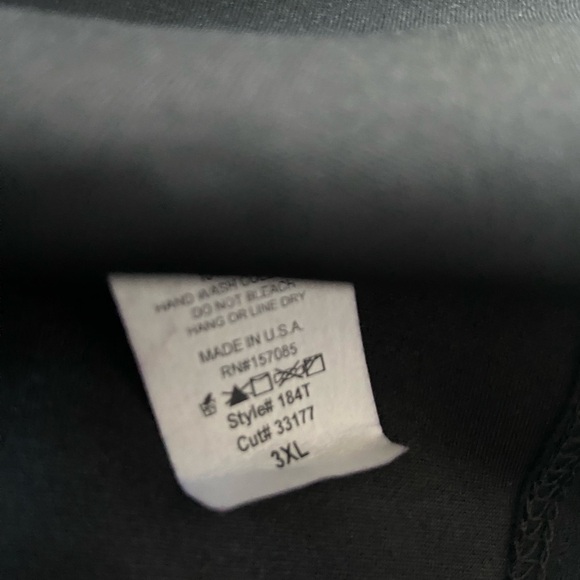 HAND WASH COLD
DO NOT BLEACH
HANG OR LINE DRY
MADE IN U.S.A.
RN#157085
Style# 184T
Cut# 33177
3XL